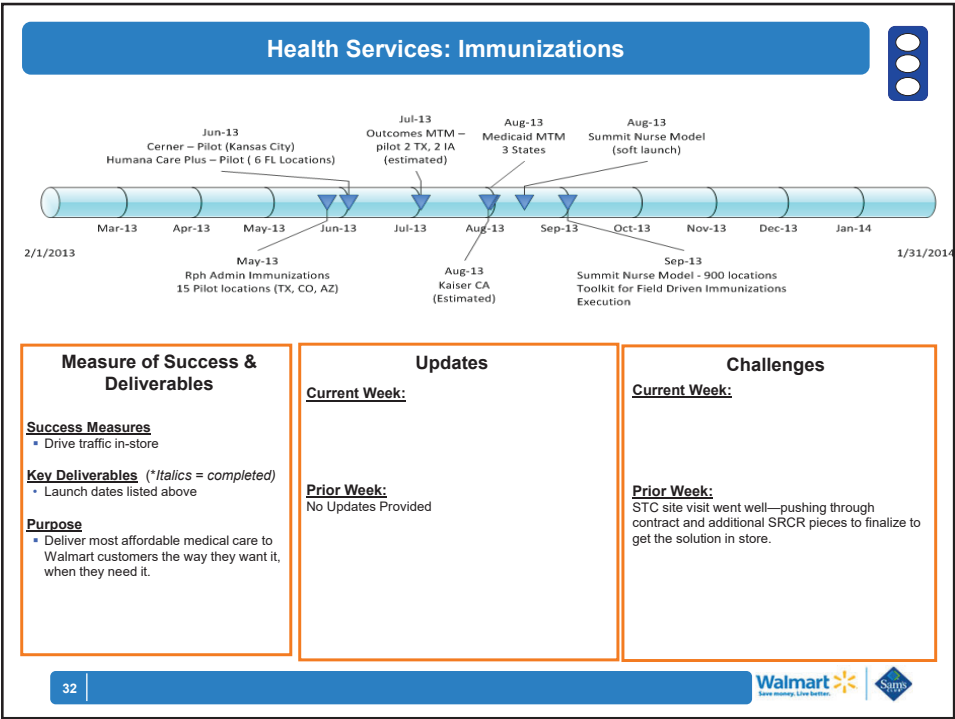 Health Services: Immunizations
Jun-13
Cerner – Pilot (Kansas City)
Humana Care Plus – Pilot ( 6 FL Locations)
Jul-13
Outcomes MTM –
pilot 2 TX, 2 IA
(estimated)
Aug-13
Medicaid MTM
3 States
Aug-13
Summit Nurse Model
(soft launch)
Mar-13
Apr-13
May-13
Jun-13
Jul-13
Aug-13
Sep-13
Oct-13
Nov-13
Dec-13
Jan-14
2/1/2013
1/31/2014
May-13
Rph Admin Immunizations
15 Pilot locations (TX, CO, AZ)
Aug-13
Kaiser CA
(Estimated)
Sep-13
Summit Nurse Model - 900 locations
Toolkit for Field Driven Immunizations
Execution
Measure of Success &
Deliverables
Success Measures
▪ Drive traffic in-store
Key Deliverables (*Italics = completed)
• Launch dates listed above
Purpose
▪ Deliver most affordable medical care to
Walmart customers the way they want it,
when they need it.
Updates
Current Week:
Prior Week:
No Updates Provided
Challenges
Current Week:
Prior Week:
STC site visit went well—pushing through
contract and additional SRCR pieces to finalize to
get the solution in store.
32
Walmart
Save money. Live better.
Sam's
CLUB